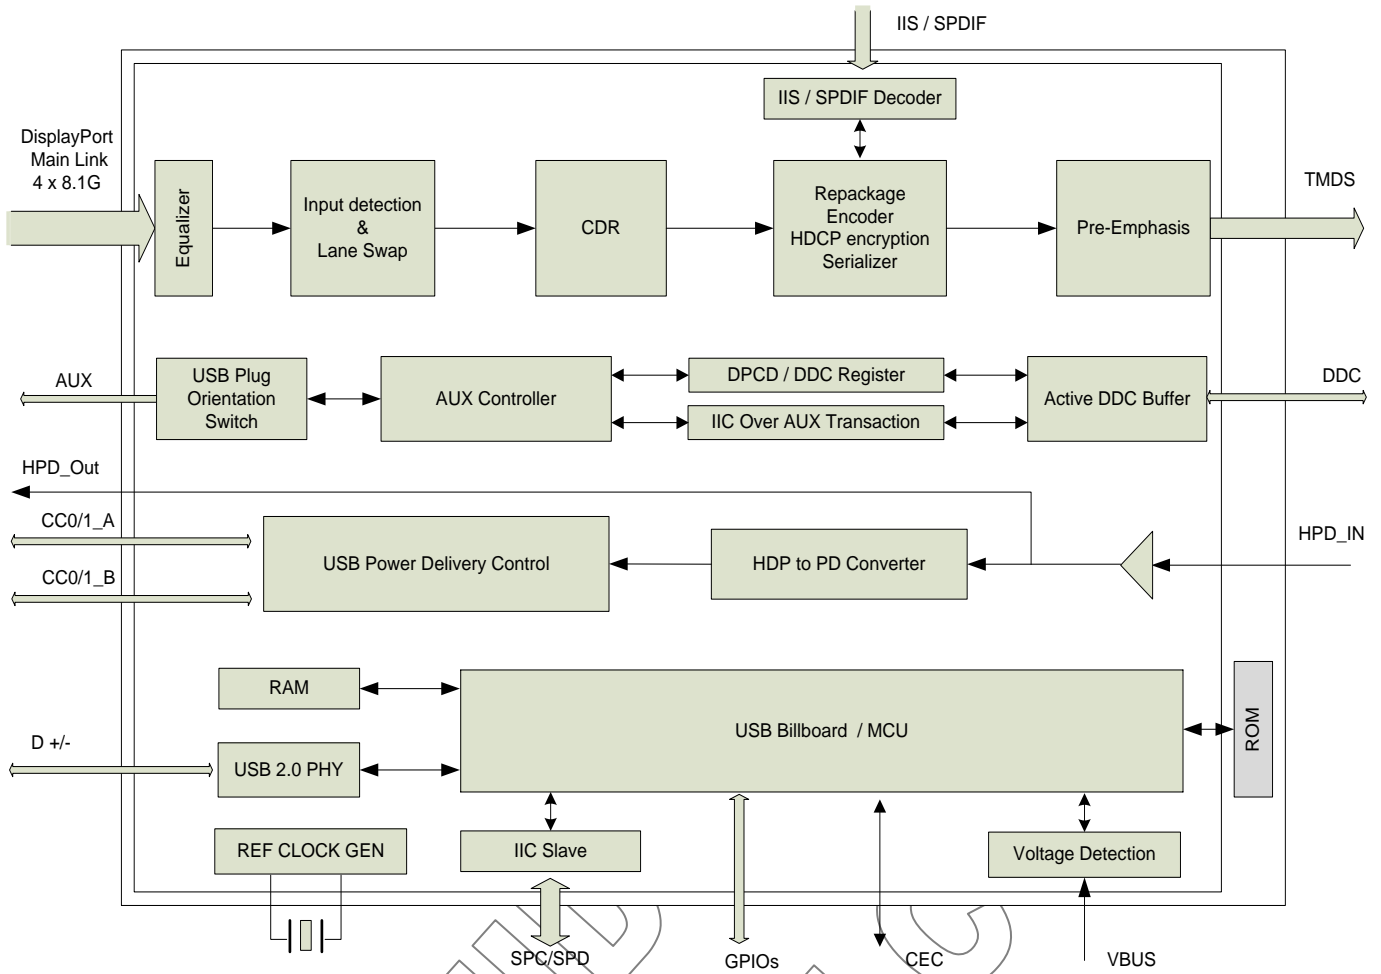 IIS / SPDIF
IIS / SPDIF Decoder
DisplayPort
Main Link
4 x 8.1G
Equalizer
Input detection
&
Lane Swap
CDR
Repackage
Encoder
HDCP encryption
Serializer
Pre-Emphasis
TMDS
AUX
USB Plug
Orientation
Switch
AUX Controller
DPCD / DDC Register
IIC Over AUX Transaction
Active DDC Buffer
DDC
HPD_Out
CC0/1_A
CC0/1_B
USB Power Delivery Control
HDP to PD Converter
HPD_IN
RAM
USB Billboard / MCU
ROM
D +/-
USB 2.0 PHY
REF CLOCK GEN
IIC Slave
Voltage Detection
SPC/SPD
GPIOs
CEC
VBUS